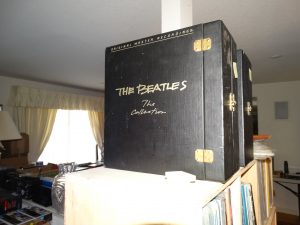 ORIGINAL MASTER RECORDINGS
THE BEATLES
The
Collection